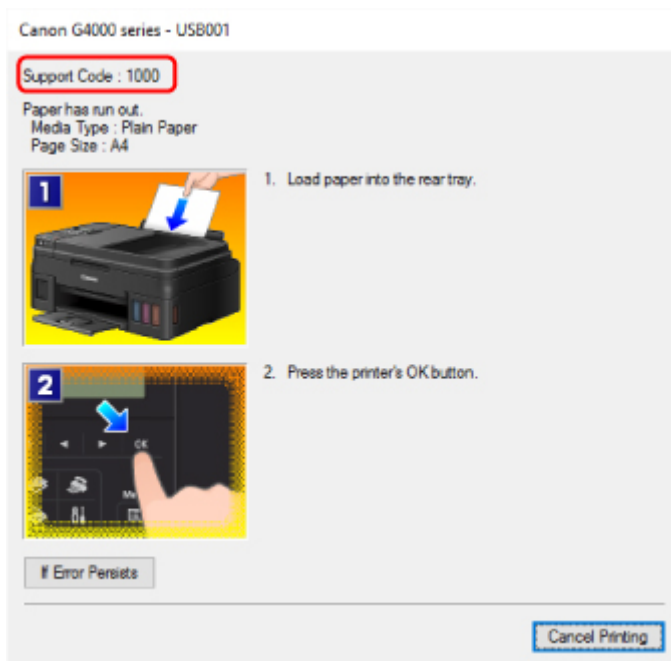 Canon G4000 series - USB001
Support Code : 1000
Paper has run out.
Media Type : Plain Paper
Page Size : A4
1
1. Load paper into the rear tray.
Canon
2
2. Press the printer's OK button.
OK
If Error Persists
Cancel Printing